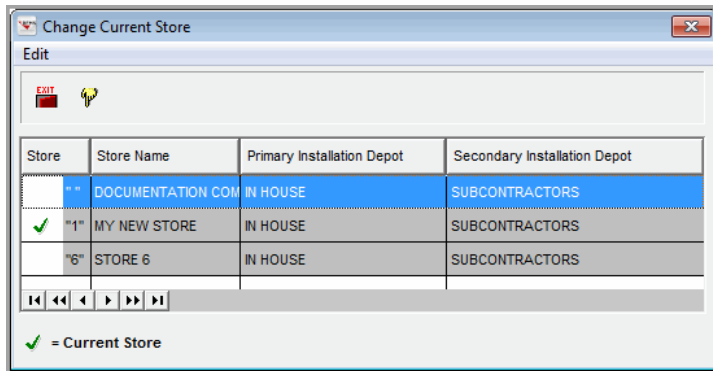 Change Current Store
Edit
EXIT
Store Store Name Primary Installation Depot Secondary Installation Depot
" " DOCUMENTATION COM IN HOUSE SUBCONTRACTORS
"1" MY NEW STORE IN HOUSE SUBCONTRACTORS
"6" STORE 6 IN HOUSE SUBCONTRACTORS
= Current Store